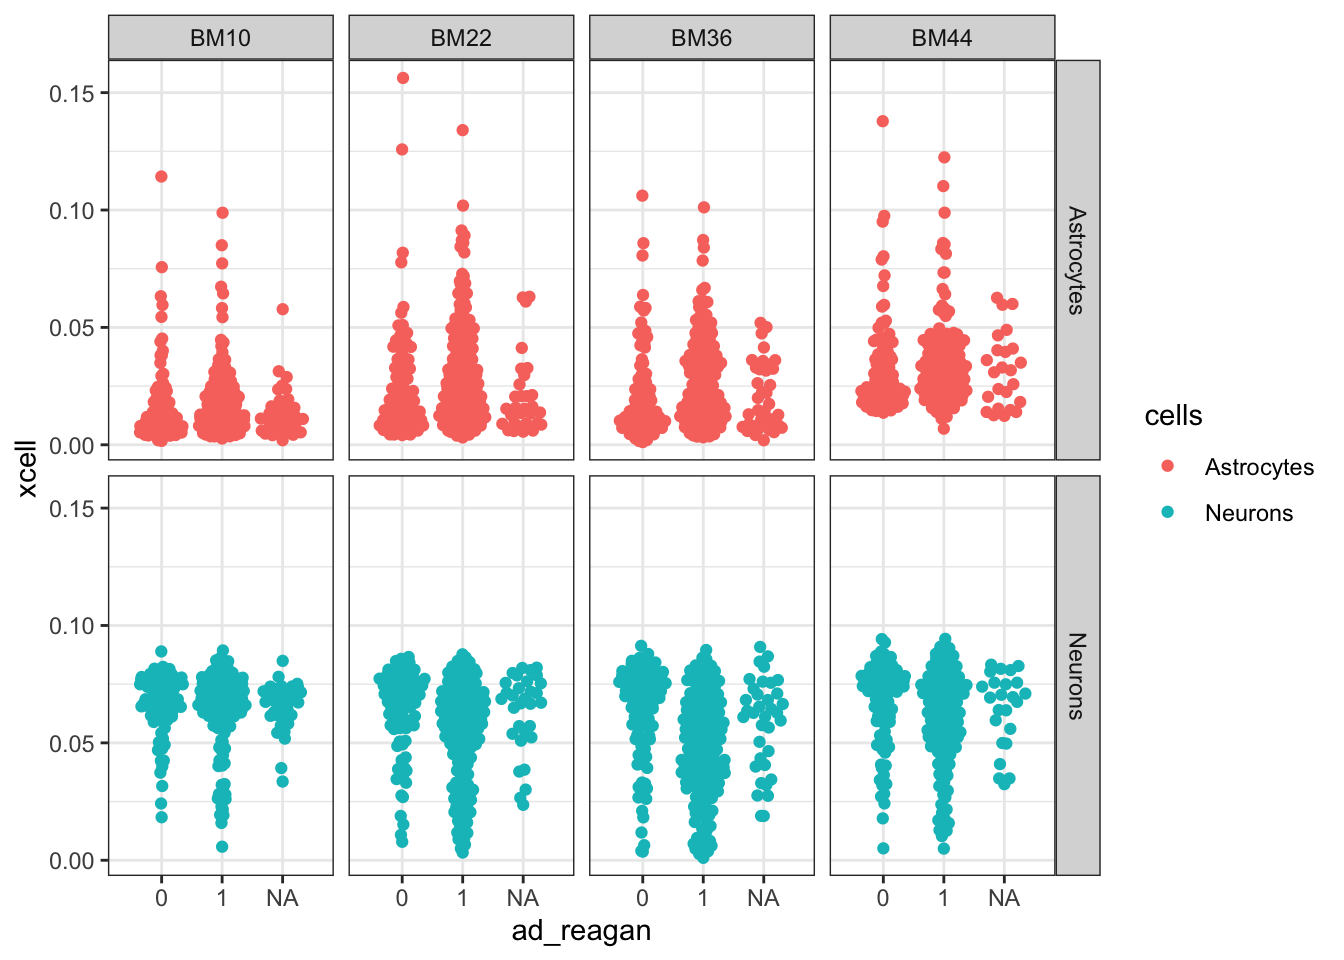 BM10 BM22 BM36 BM44
0.15
0.10
0.05
0.00
Astrocytes
0.15
0.10
0.05
0.00
Neurons
xcell
0 1 NA 0 1 NA 0 1 NA 0 1 NA
ad_reagan
cells
Astrocytes
Neurons